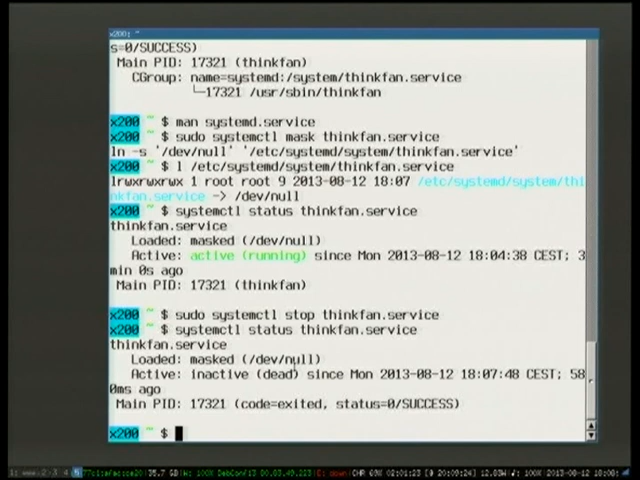 x200: ~
s=0/SUCCESS)
Main PID: 17321 (thinkfan)
CGroup: name=systemd:/system/thinkfan.service
└─17321 /usr/sbin/thinkfan
x200 ~ $ man systemd.service
x200 ~ $ sudo systemctl mask thinkfan.service
ln -s '/dev/null' '/etc/systemd/system/thinkfan.service'
x200 ~ $ l /etc/systemd/system/thinkfan.service
lrwxrwxrwx 1 root root 9 2013-08-12 18:07 /etc/systemd/system/thi
nkfan.service -> /dev/null
x200 ~ $ systemctl status thinkfan.service
thinkfan.service
Loaded: masked (/dev/null)
Active: active (running) since Mon 2013-08-12 18:04:38 CEST; 3
min 0s ago
Main PID: 17321 (thinkfan)
x200 ~ $ sudo systemctl stop thinkfan.service
x200 ~ $ systemctl status thinkfan.service
thinkfan.service
Loaded: masked (/dev/null)
Active: inactive (dead) since Mon 2013-08-12 18:07:48 CEST; 58
0ms ago
Main PID: 17321 (code=exited, status=0/SUCCESS)
x200 ~ $